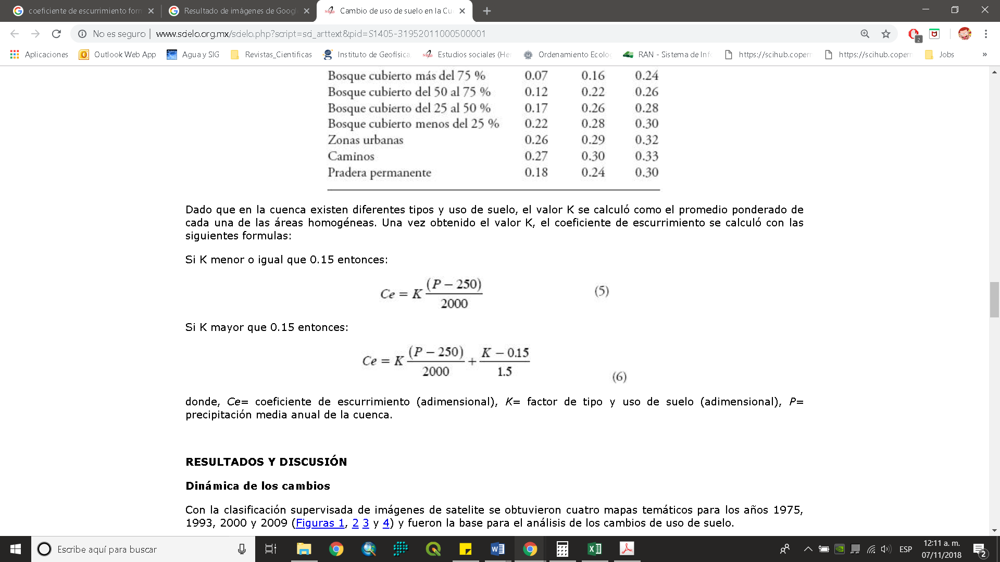 coeficiente de escurrimiento form
Resultado de imágenes de Googl
Cambio de uso de suelo en la Cu
No es seguro | www.scielo.org.mx/scielo.php?script=sci_arttext&pid=S1405-31952011000500001
2
Aplicaciones
Outlook Web App
Agua y SIG
Revistas_Cientificas
Instituto de Geofísica
Estudios sociales (Her
Ordenamiento Ecolog
RAN - Sistema de Info
https://scihub.coperr
https://scihub.coperr
Jobs
»
Bosque cubierto más del 75 % 0.07 0.16 0.24
Bosque cubierto del 50 al 75 % 0.12 0.22 0.26
Bosque cubierto del 25 al 50 % 0.17 0.26 0.28
Bosque cubierto menos del 25 % 0.22 0.28 0.30
Zonas urbanas 0.26 0.29 0.32
Caminos 0.27 0.30 0.33
Pradera permanente 0.18 0.24 0.30
Dado que en la cuenca existen diferentes tipos y uso de suelo, el valor K se calculó como el promedio ponderado de
cada una de las áreas homogéneas. Una vez obtenido el valor K, el coeficiente de escurrimiento se calculó con las
siguientes formulas:
Si K menor o igual que 0.15 entonces:
Ce = K (P – 250) / 2000 (5)
Si K mayor que 0.15 entonces:
Ce = K (P – 250) / 2000 + K – 0.15 / 1.5 (6)
donde, Ce= coeficiente de escurrimiento (adimensional), K= factor de tipo y uso de suelo (adimensional), P=
precipitación media anual de la cuenca.
RESULTADOS Y DISCUSIÓN
Dinámica de los cambios
Con la clasificación supervisada de imágenes de satelite se obtuvieron cuatro mapas temáticos para los años 1975,
1993, 2000 y 2009 (Figuras 1, 2 3 y 4) y fueron la base para el análisis de los cambios de uso de suelo.
Escribe aquí para buscar
ESP
12:11 a. m.
07/11/2018
2